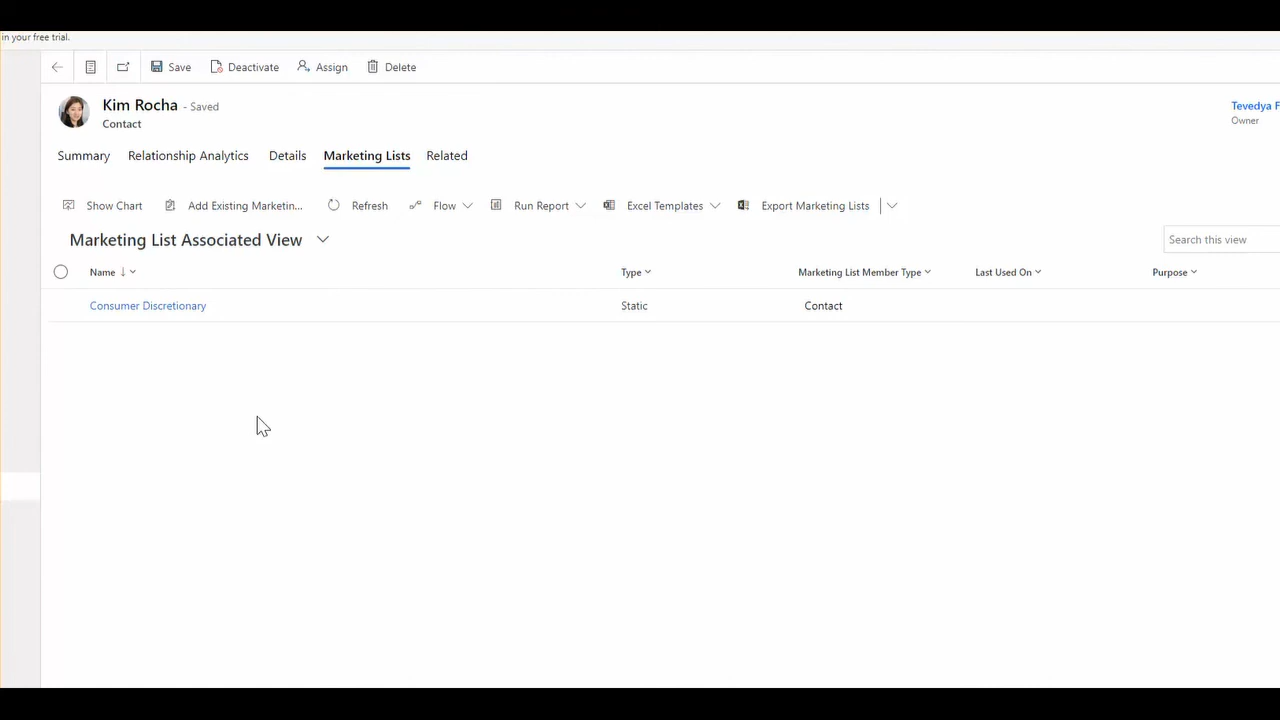 in your free trial.
Save Deactivate Assign Delete
Kim Rocha - Saved
Contact
Tevedya F
Owner
Summary Relationship Analytics Details Marketing Lists Related
Show Chart Add Existing Marketin... Refresh Flow Run Report Excel Templates Export Marketing Lists
Marketing List Associated View
Search this view
Name Type Marketing List Member Type Last Used On Purpose
Consumer Discretionary Static Contact